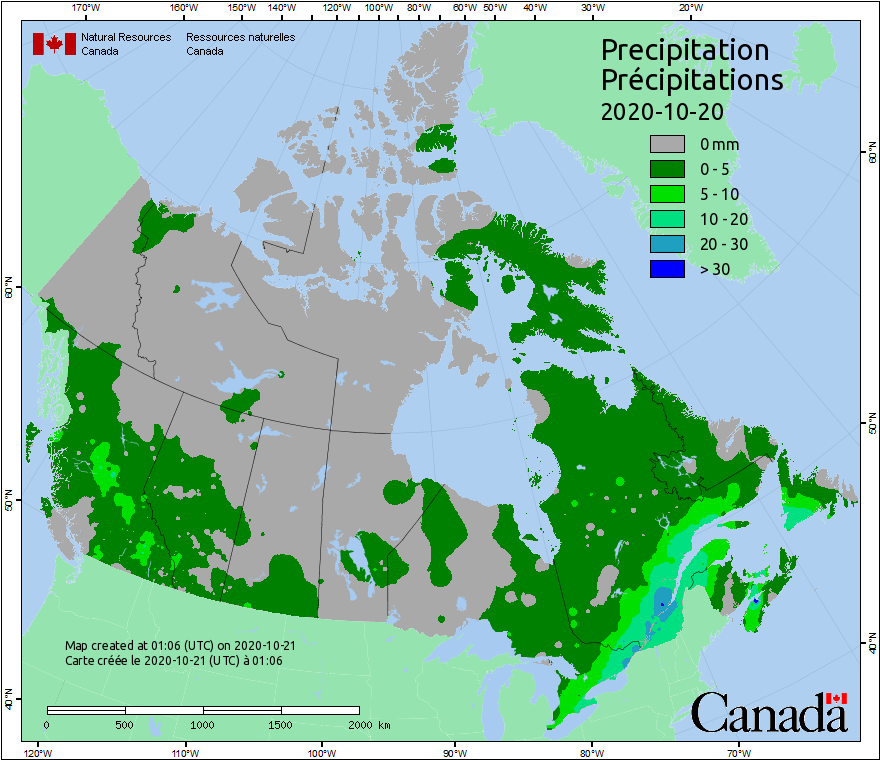 170°W 160°W 150°W 140°W 120°W 100°W 80°W 60°W 50°W 40°W 30°W 20°W
Natural Resources Ressources naturelles
Canada Canada
Precipitation
Précipitations
2020-10-20
0 mm
0 - 5
5 - 10
10 - 20
20 - 30
> 30
60°N
60°N
50°N
50°N
40°N
40°N
Map created at 01:06 (UTC) on 2020-10-21
Carte créée le 2020-10-21 (UTC) à 01:06
0 500 1000 1500 2000 km
Canada
120°W 110°W 100°W 90°W 80°W 70°W